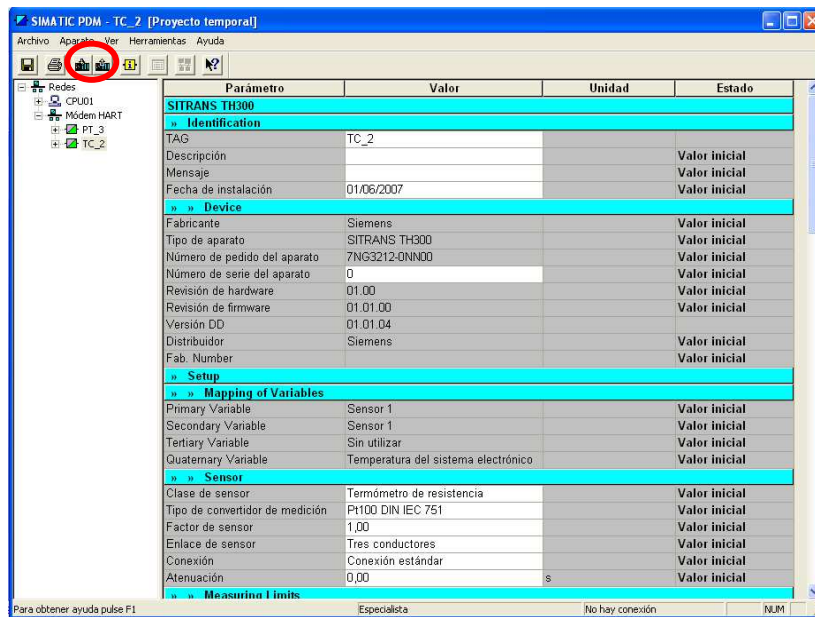 SIMATIC PDM - TC_2 [Proyecto temporal]
Archivo Aparato Ver Herramientas Ayuda
Redes
CPU01
Módem HART
PT_3
TC_2
Parámetro Valor Unidad Estado
SITRANS TH300
» Identification
TAG TC_2
Descripción Valor inicial
Mensaje Valor inicial
Fecha de instalación 01/06/2007 Valor inicial
» » Device
Fabricante Siemens Valor inicial
Tipo de aparato SITRANS TH300 Valor inicial
Número de pedido del aparato 7NG3212-0NN00 Valor inicial
Número de serie del aparato 0 Valor inicial
Revisión de hardware 01.00 Valor inicial
Revisión de firmware 01.01.00 Valor inicial
Versión DD 01.01.04
Distribuidor Siemens Valor inicial
Fab. Number Valor inicial
» Setup
» » Mapping of Variables
Primary Variable Sensor 1 Valor inicial
Secondary Variable Sensor 1 Valor inicial
Tertiary Variable Sin utilizar Valor inicial
Quaternary Variable Temperatura del sistema electrónico Valor inicial
» » Sensor
Clase de sensor Termómetro de resistencia Valor inicial
Tipo de convertidor de medición Pt100 DIN IEC 751 Valor inicial
Factor de sensor 1,00 Valor inicial
Enlace de sensor Tres conductores Valor inicial
Conexión Conexión estándar Valor inicial
Atenuación 0,00 s Valor inicial
» » Measuring Limits
Para obtener ayuda pulse F1 Especialista No hay conexión NUM